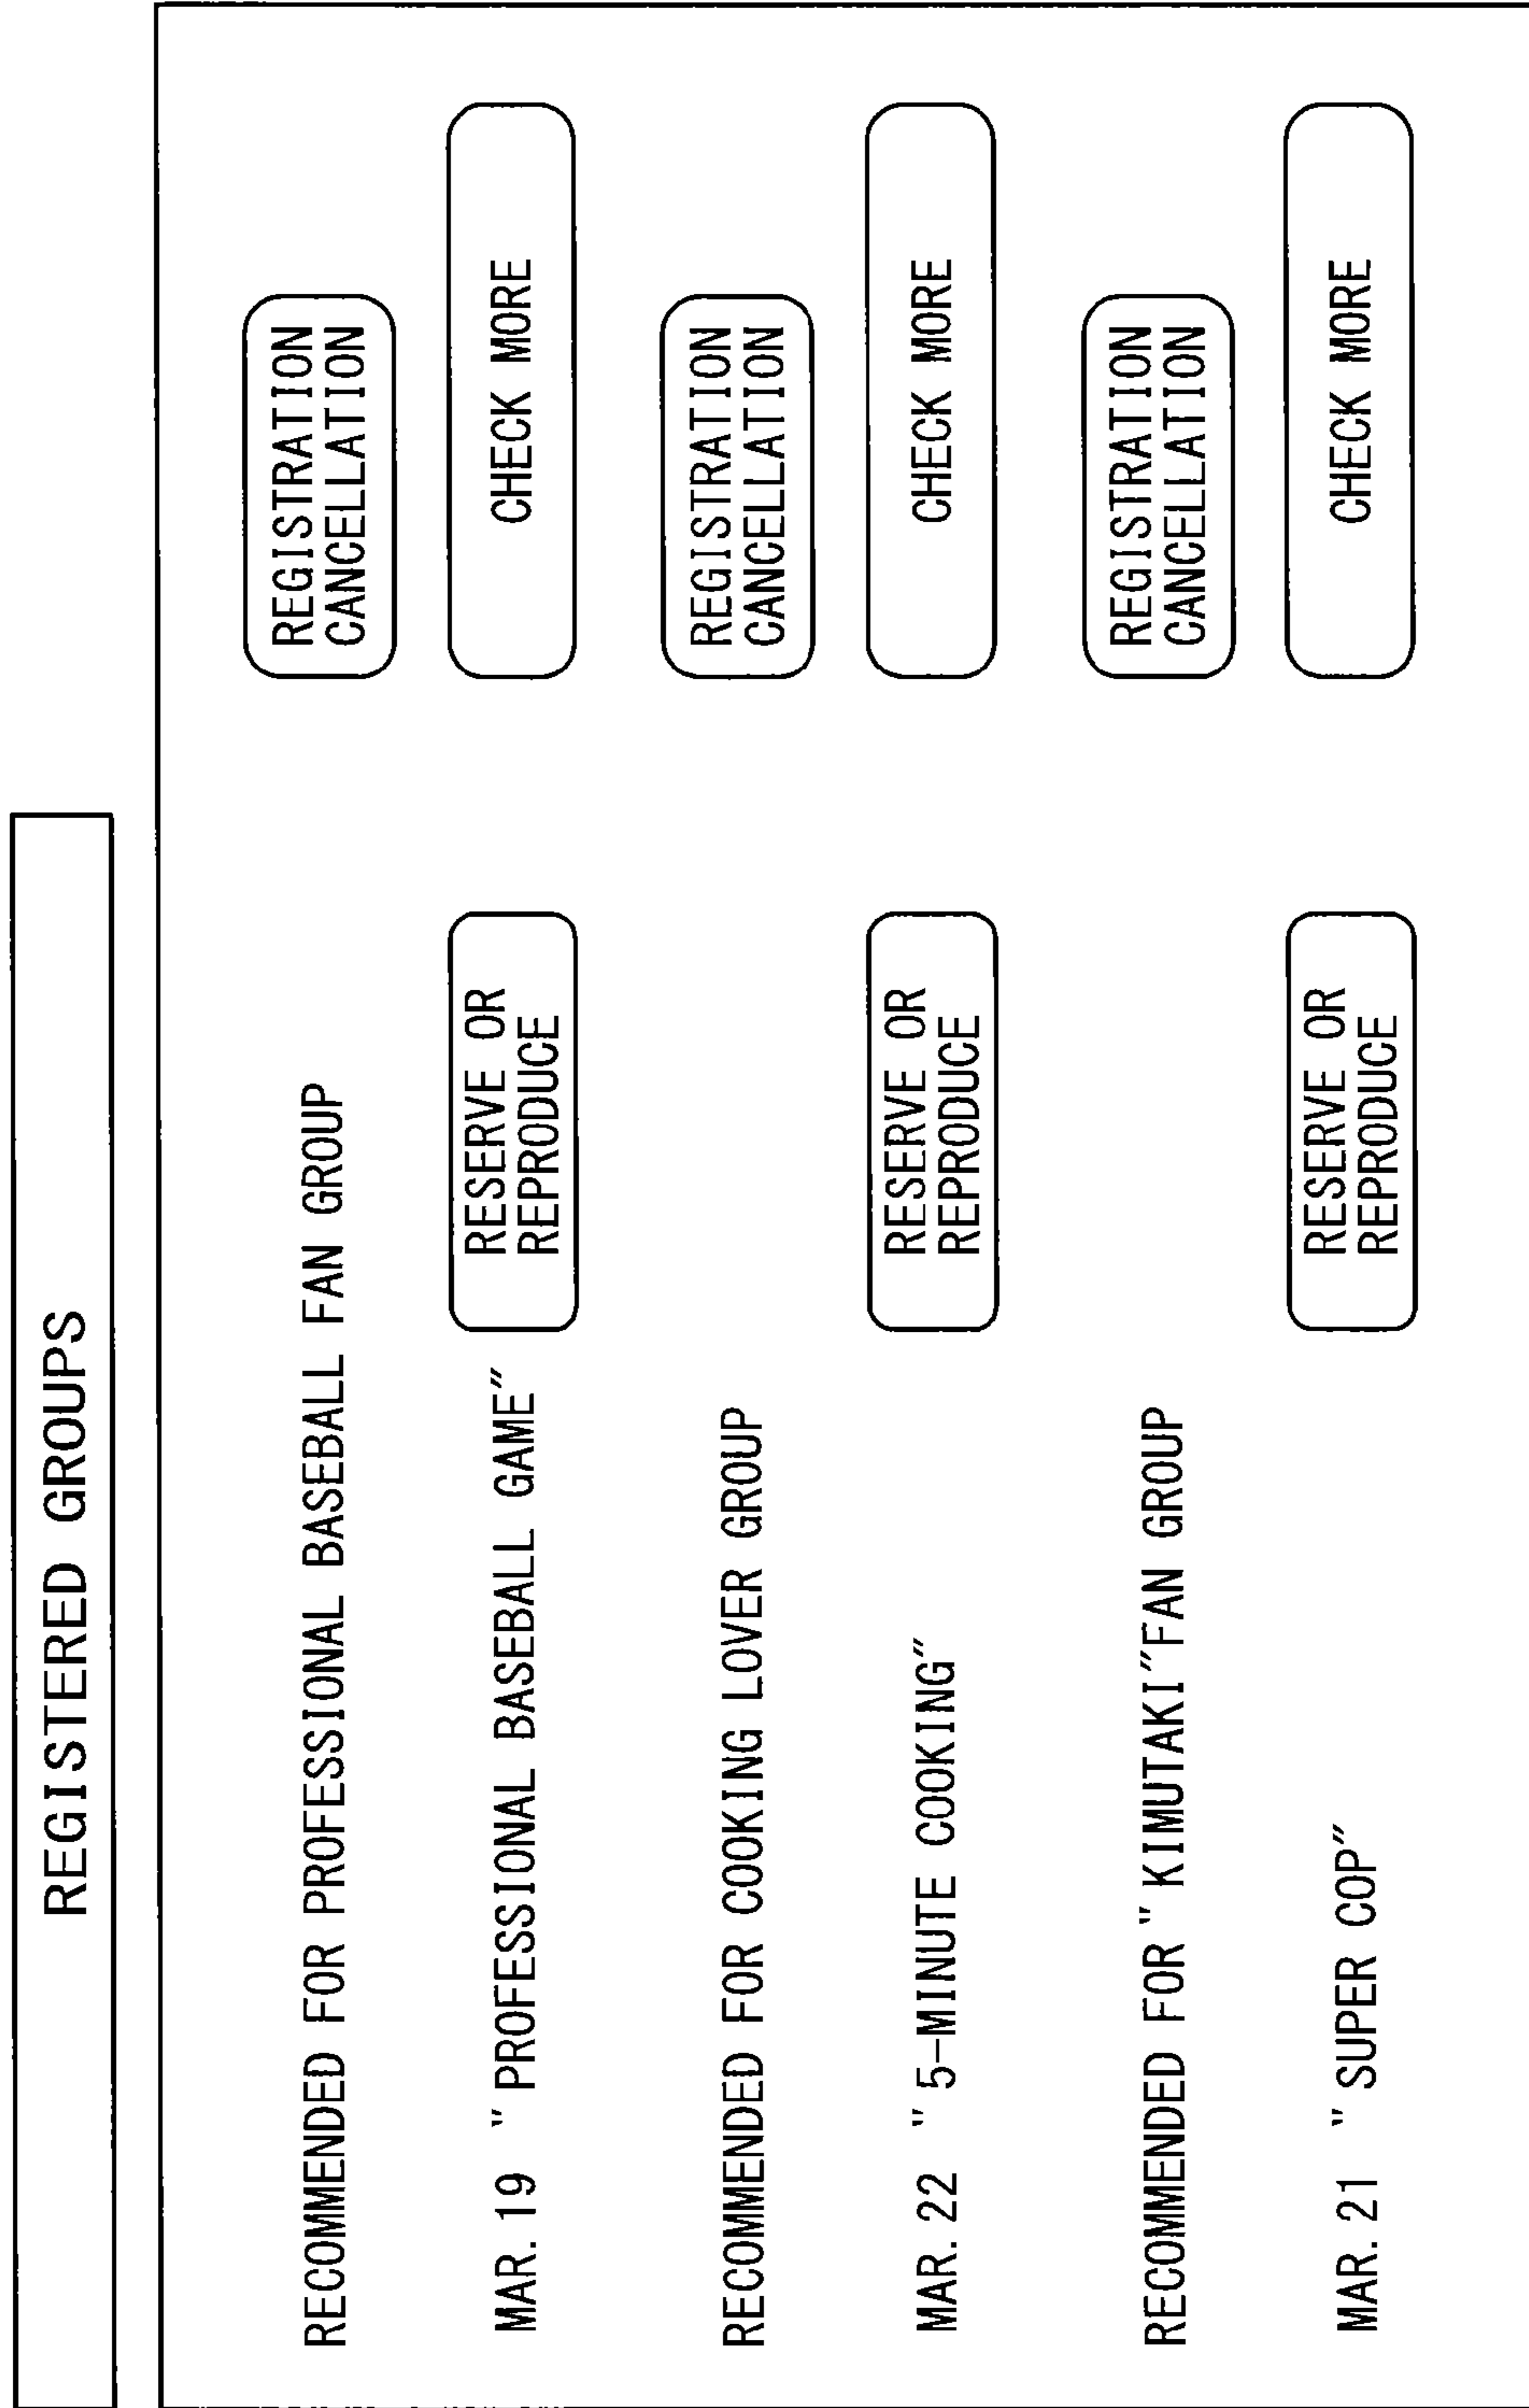 REGISTERED GROUPS
RECOMMENDED FOR PROFESSIONAL BASEBALL FAN GROUP
REGISTRATION
CANCELLATION
MAR. 19 "PROFESSIONAL BASEBALL GAME"
RESERVE OR
REPRODUCE
CHECK MORE
RECOMMENDED FOR COOKING LOVER GROUP
REGISTRATION
CANCELLATION
MAR. 22 "5-MINUTE COOKING"
RESERVE OR
REPRODUCE
CHECK MORE
RECOMMENDED FOR "KIMUTAKI"FAN GROUP
REGISTRATION
CANCELLATION
MAR. 21 "SUPER COP"
RESERVE OR
REPRODUCE
CHECK MORE